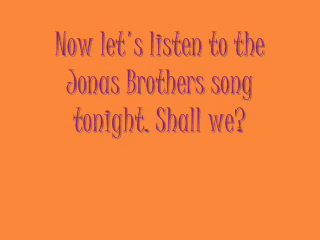 Now let's listen to the
Jonas Brothers song
tonight. Shall we?